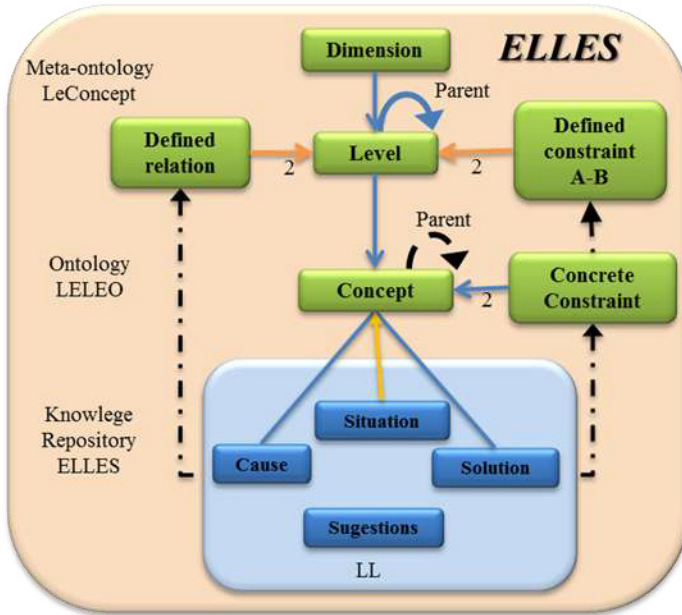 ELLES
Dimension
Meta-ontology
LeConcept
Parent
Defined
relation
2
Level
2
Defined
constraint
A-B
Parent
Ontology
LELEO
Concept
2
Concrete
Constraint
Knowlege
Repository
ELLES
Situation
Cause
Solution
Sugestions
LL